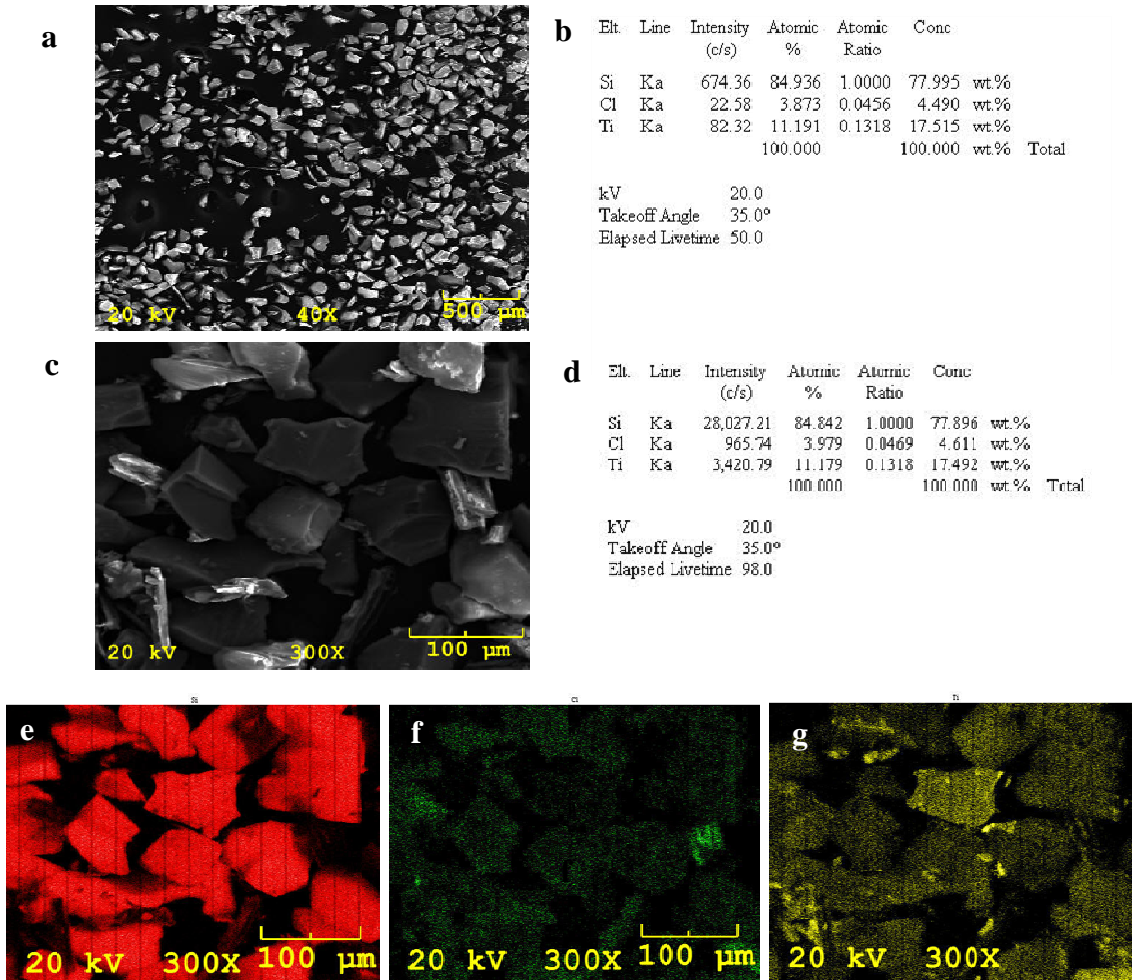 a
20 kV 40X 500 µm
b
Elt. Line Intensity Atomic Atomic Conc
(c/s) % Ratio
Si Ka 674.36 84.936 1.0000 77.995 wt.%
Cl Ka 22.58 3.873 0.0456 4.490 wt.%
Ti Ka 82.32 11.191 0.1318 17.515 wt.%
100.000 100.000 wt.% Total
kV 20.0
Takeoff Angle 35.0°
Elapsed Livetime 50.0
c
20 kV 300X 100 µm
d
Elt. Line Intensity Atomic Atomic Conc
(c/s) % Ratio
Si Ka 28,027.21 84.842 1.0000 77.896 wt.%
Cl Ka 965.74 3.979 0.0469 4.611 wt.%
Ti Ka 3,420.79 11.179 0.1318 17.492 wt.%
100.000 100.000 wt.% Total
kV 20.0
Takeoff Angle 35.0°
Elapsed Livetime 98.0
Si
e
20 kV 300X 100 µm
f
20 kV 300X 100 µm
g
20 kV 300X